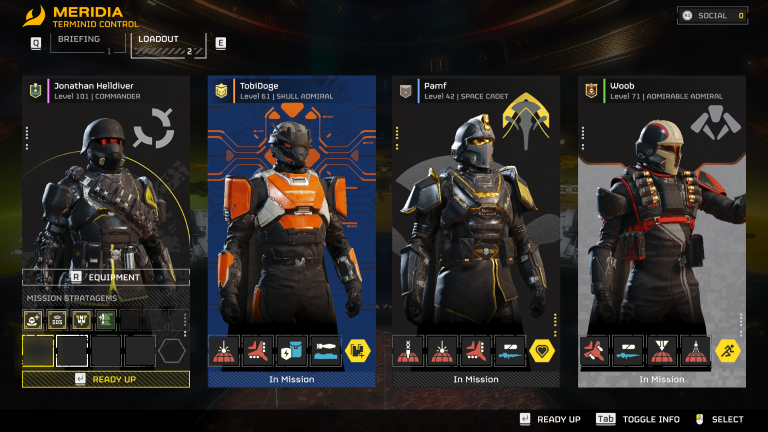 MERIDIA
TERMINID CONTROL
SOCIAL 0
Q BRIEFING 1 LOADOUT 2 E
Jonathan Helldiver
Level 101 | COMMANDER
TobiDoge
Level 61 | SKULL ADMIRAL
Pamf
Level 42 | SPACE CADET
Woob
Level 71 | ADMIRABLE ADMIRAL
R / EQUIPMENT
MISSION STRATAGEMS
SOS
READY UP
In Mission
In Mission
In Mission
READY UP Tab TOGGLE INFO SELECT